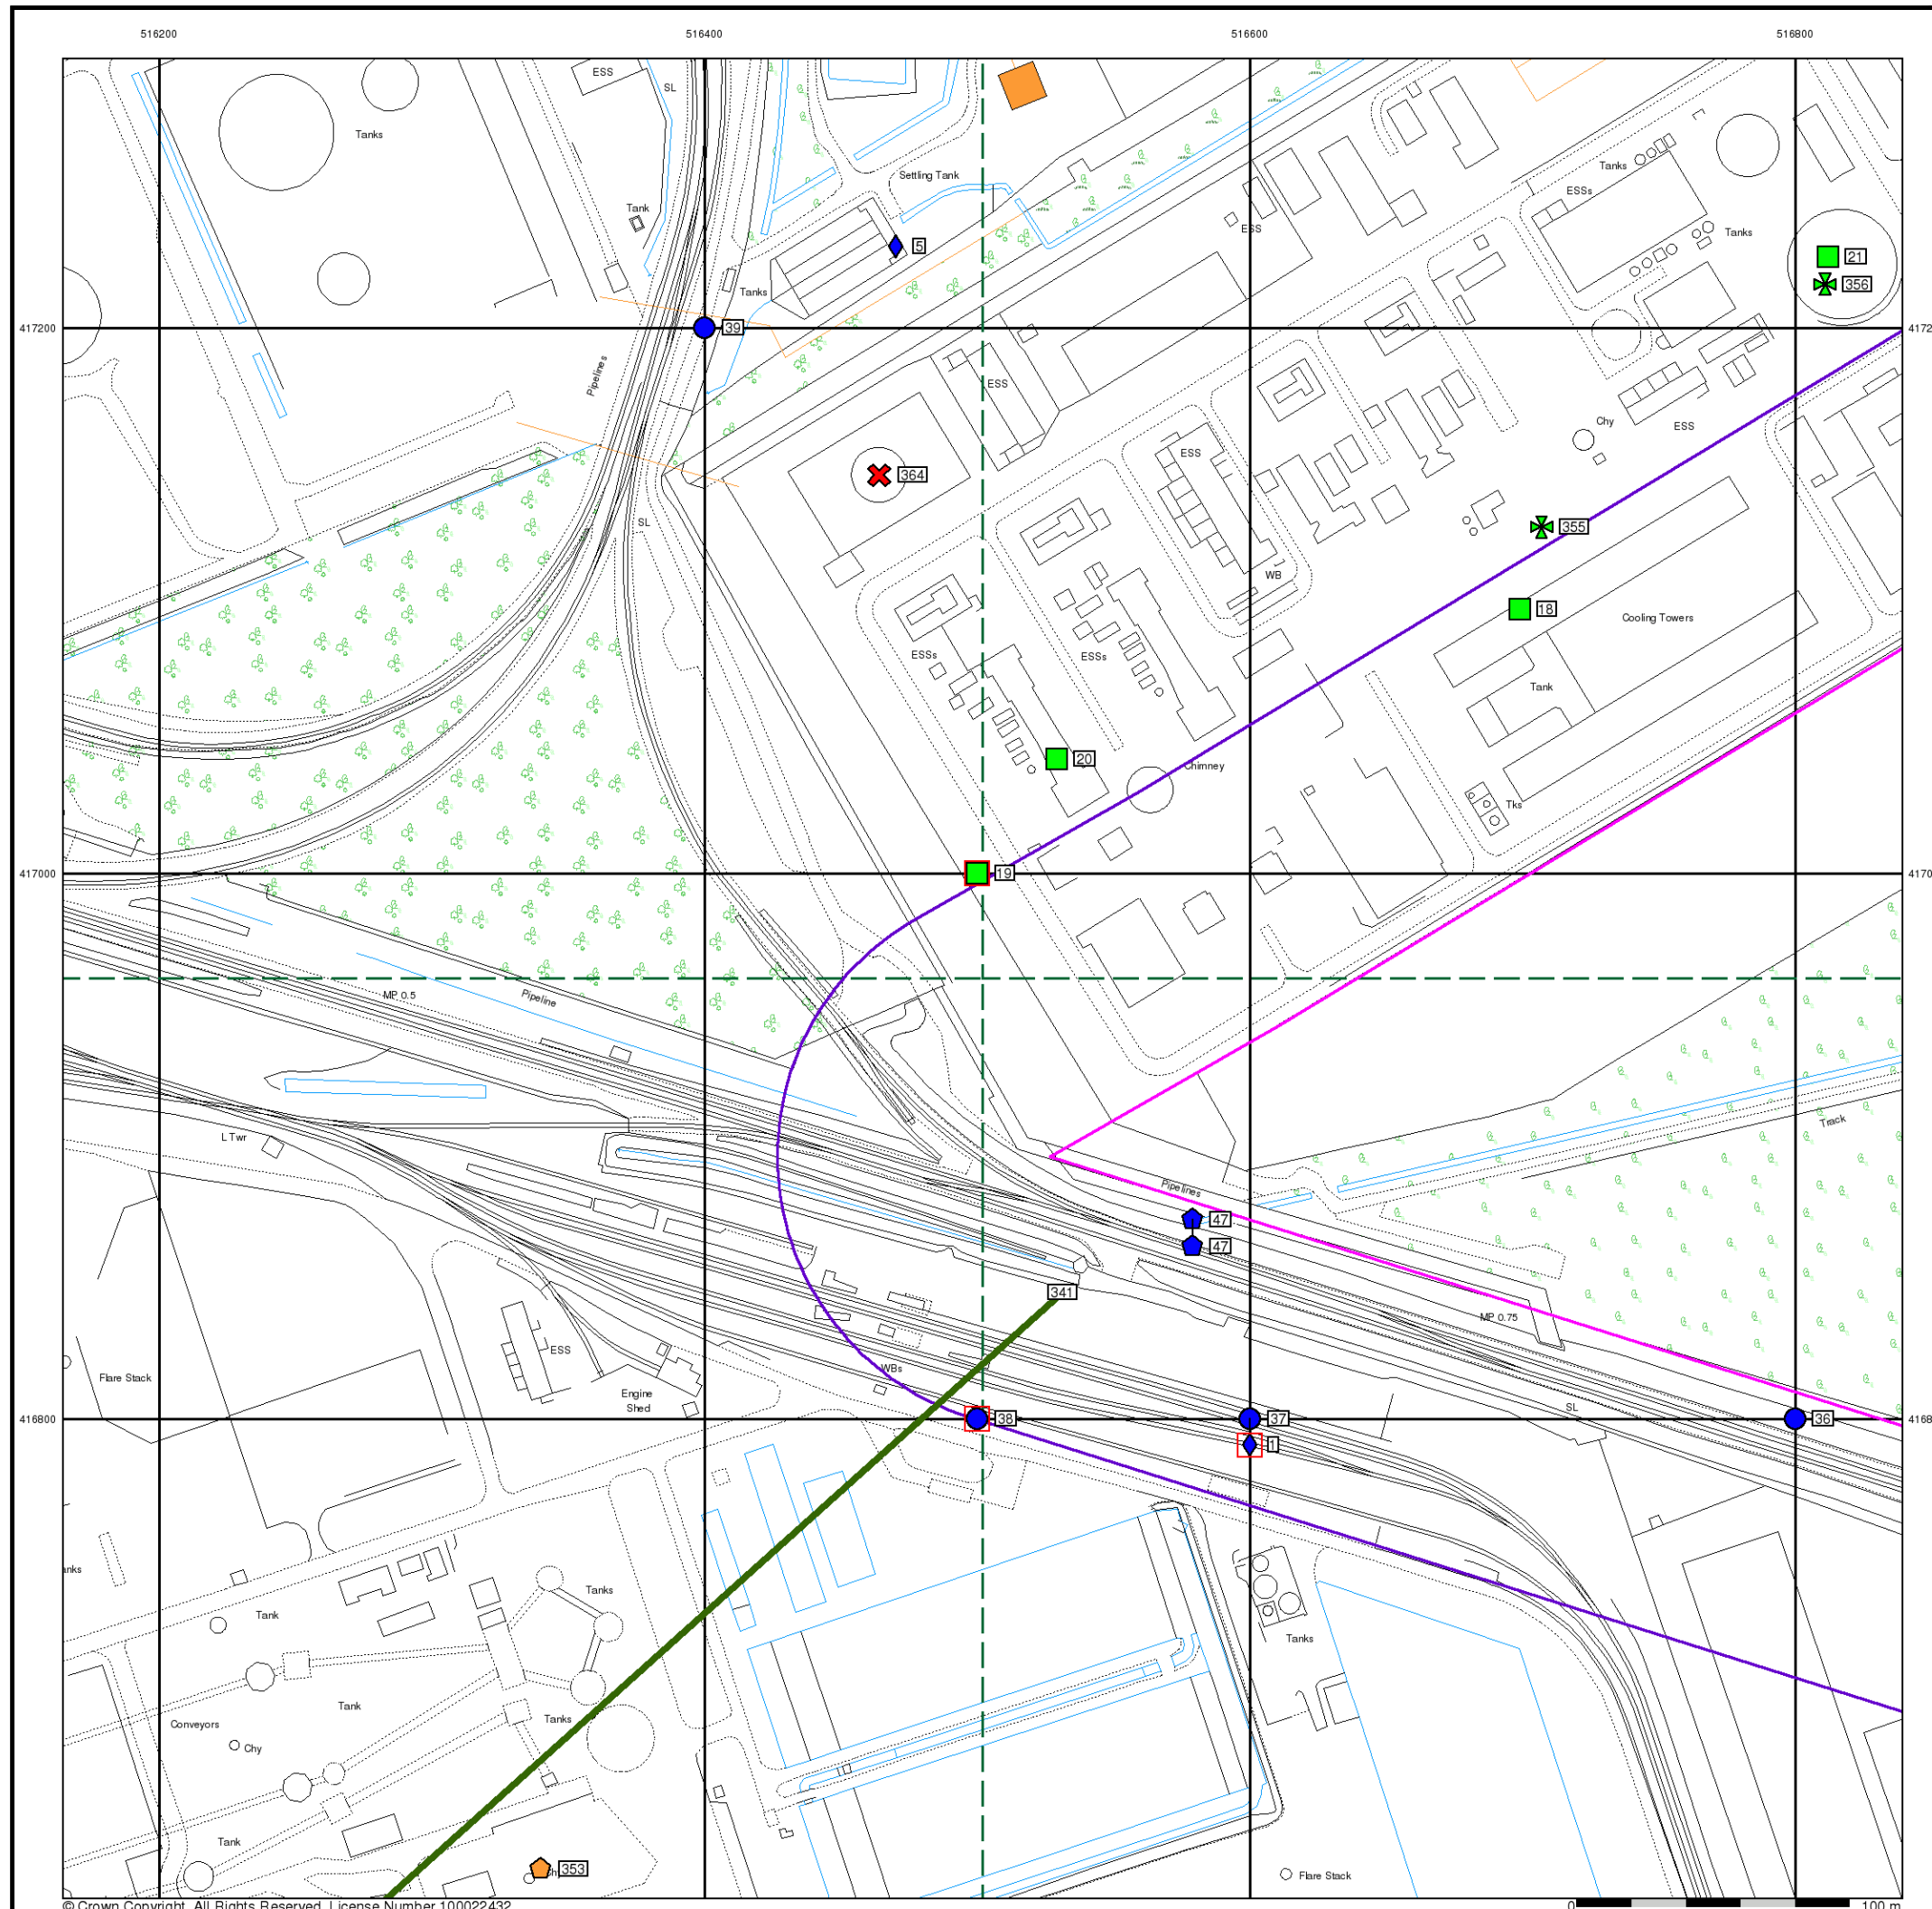 516200 516400 516600 516800
ESS
SL
Tanks
Settling Tank
Tanks
ESSs
Tank
ESS
Tanks
5
21
356
Tanks
39
417200
Pipelines
ESS
Chy
ESS
ESS
364
SL
355
WB
18
Cooling Towers
ESSs
ESSs
Tank
20
Chimney
Tks
417000
19
MP 0.5
Pipeline
Track
L Twr
Pipelines
47
47
341
MP 0.75
ESS
WBs
Flare Stack
Engine
Shed
SL
416800
38
37
36
1
Tanks
Tank
Tanks
Tank
Tanks
Conveyors
Chy
Tank
353
Flare Stack
© Crown Copyright. All Rights Reserved. License Number 100022432
0 100 m